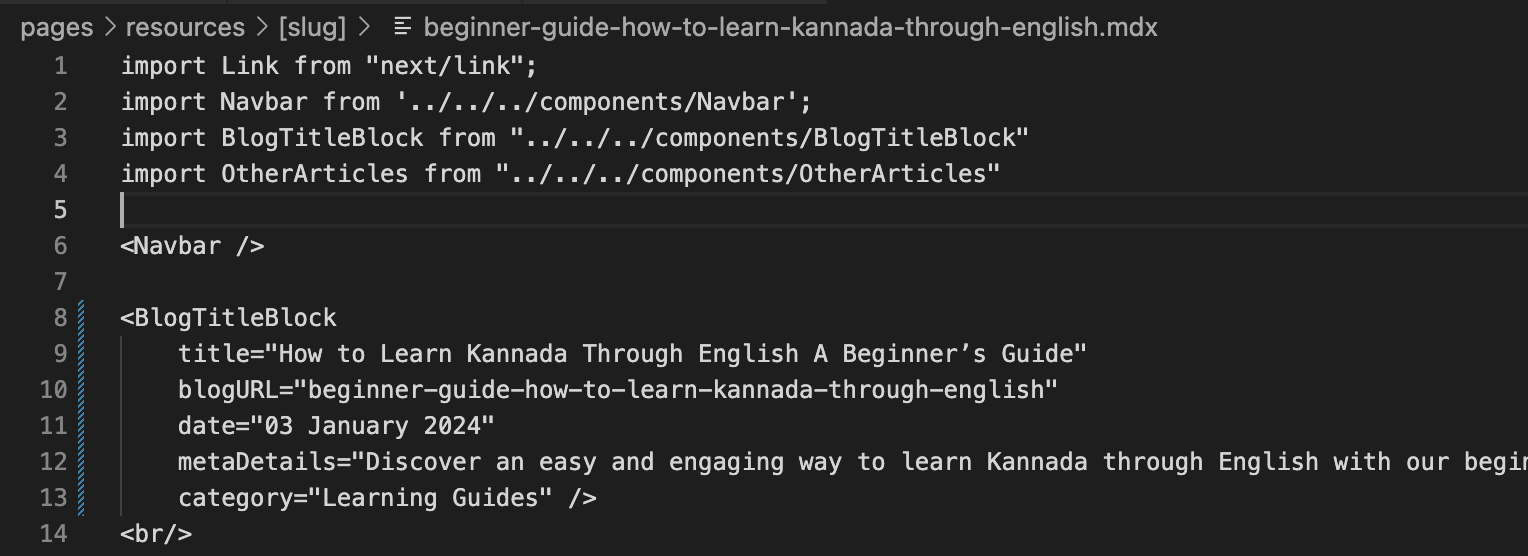 pages > resources > [slug] > beginner-guide-how-to-learn-kannada-through-english.mdx
1 import Link from "next/link";
2 import Navbar from '../../../components/Navbar';
3 import BlogTitleBlock from "../../../components/BlogTitleBlock"
4 import OtherArticles from "../../../components/OtherArticles"
5
6 <Navbar />
7
8 <BlogTitleBlock
9 title="How to Learn Kannada Through English A Beginner’s Guide"
10 blogURL="beginner-guide-how-to-learn-kannada-through-english"
11 date="03 January 2024"
12 metaDetails="Discover an easy and engaging way to learn Kannada through English with our
13 category="Learning Guides" />
14 <br/>